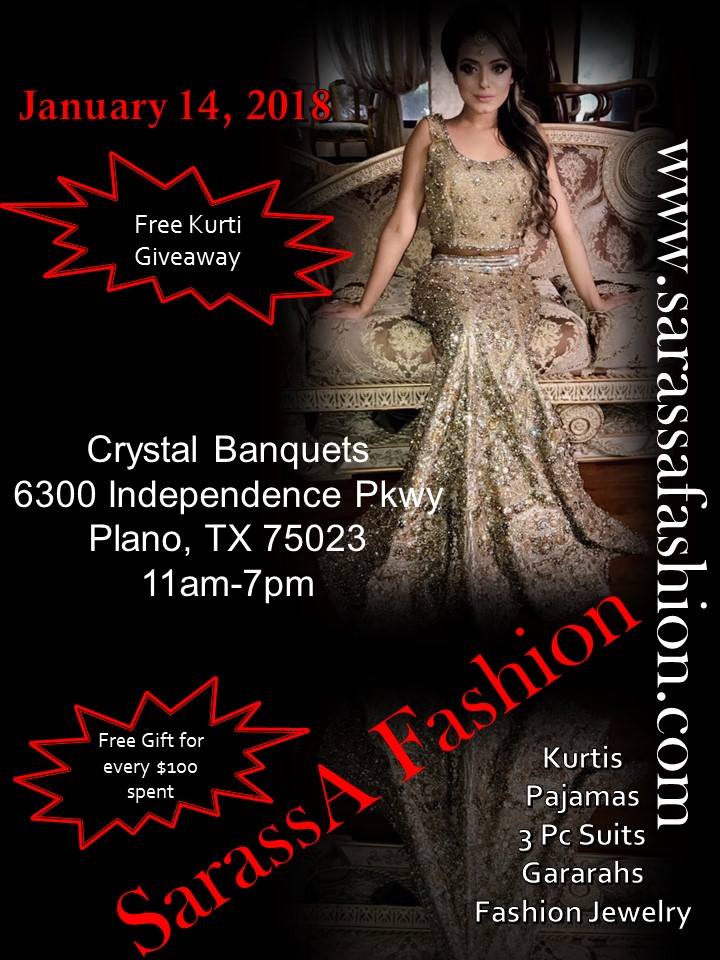 January 14, 2018
Free Kurti
Giveaway
www.sarassafashion.com
Crystal Banquets
6300 Independence Pkwy
Plano, TX 75023
11am-7pm
SarassA Fashion
Free Gift for
every $100
spent
Kurtis
Pajamas
3 Pc Suits
Gararahs
Fashion Jewelry